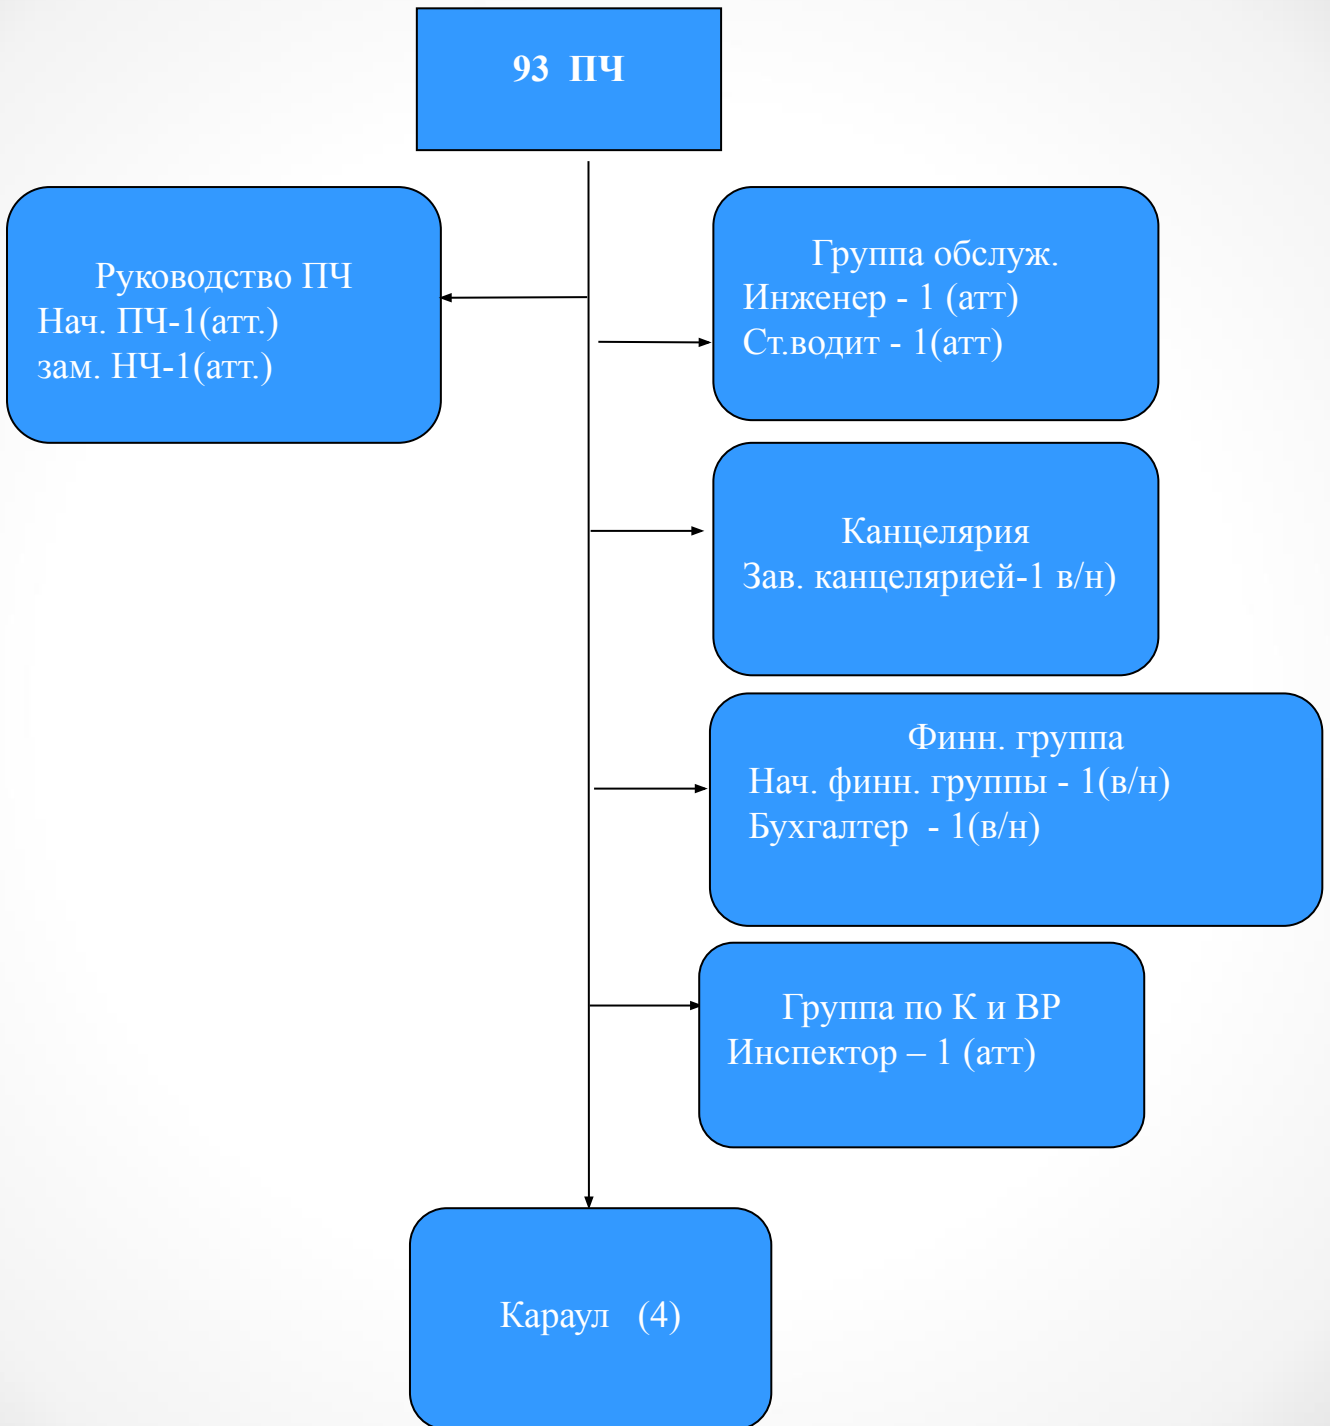 93 ПЧ
Руководство ПЧ
Нач. ПЧ-1(атт.)
зам. НЧ-1(атт.)
Группа обслуж.
Инженер - 1 (атт)
Ст.водит - 1(атт)
Канцелярия
Зав. канцелярией-1 в/н)
Финн. группа
Нач. финн. группы - 1(в/н)
Бухгалтер - 1(в/н)
Группа по К и ВР
Инспектор – 1 (атт)
Караул (4)